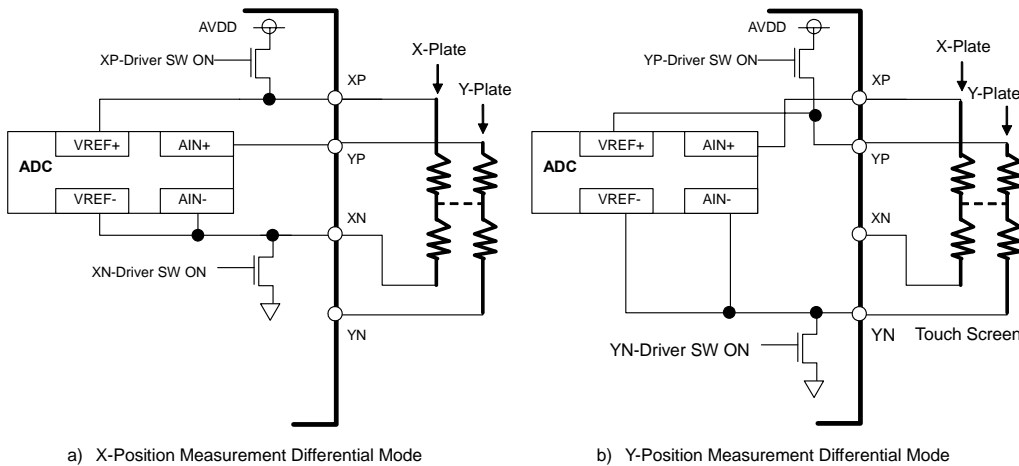 AVDD
XP-Driver SW ON
X-Plate
XP
Y-Plate
VREF+
AIN+
ADC
YP
VREF-
AIN-
XN
XN-Driver SW ON
YN
a) X-Position Measurement Differential Mode
AVDD
YP-Driver SW ON
X-Plate
XP
Y-Plate
VREF+
AIN+
ADC
YP
VREF-
AIN-
XN
YN
Touch Screen
YN-Driver SW ON
b) Y-Position Measurement Differential Mode